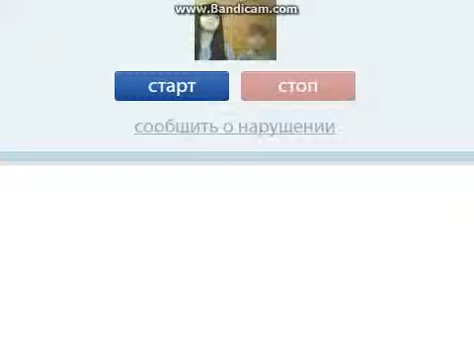 www.Bandicam.com
старт
стоп
сообщить о нарушении